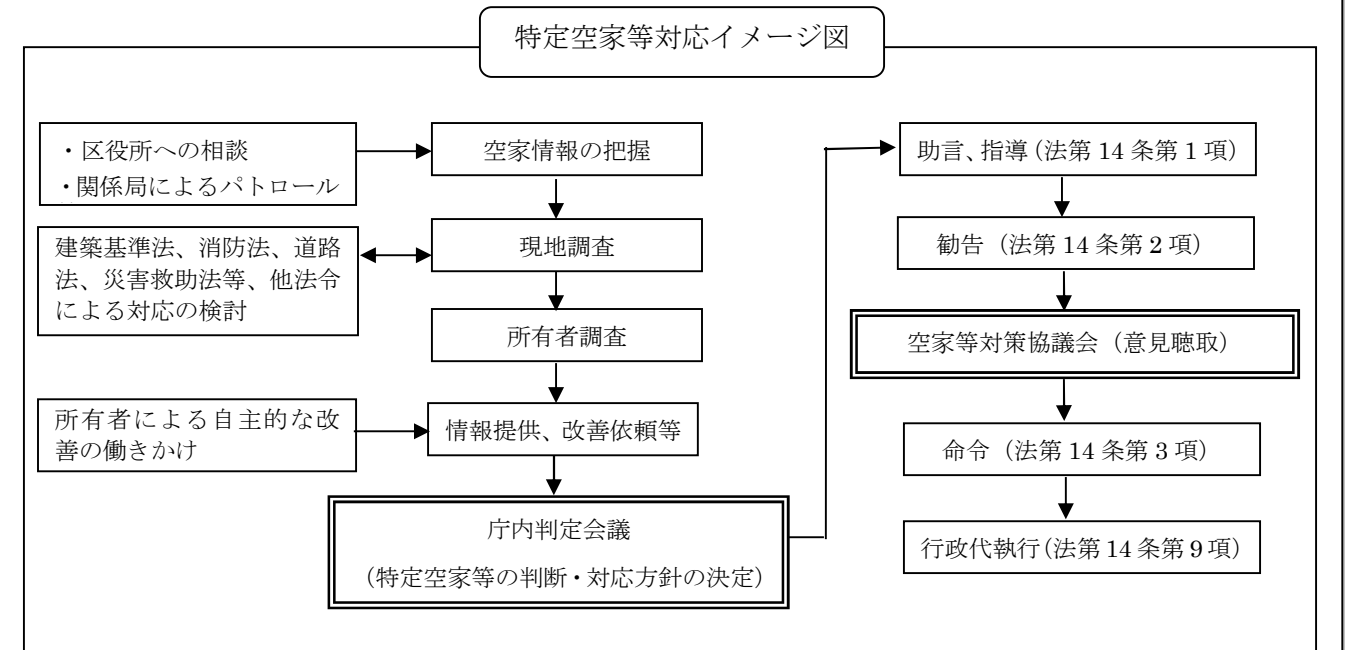 特定空家等対応イメージ図
・区役所への相談
・関係局によるパトロール
空家情報の把握
建築基準法、消防法、道路
法、災害救助法等、他法令
による対応の検討
現地調査
所有者調査
所有者による自主的な改
善の働きかけ
情報提供、改善依頼等
庁内判定会議
（特定空家等の判断・対応方針の決定）
助言、指導（法第 14 条第 1 項）
勧告（法第 14 条第 2 項）
空家等対策協議会（意見聴取）
命令（法第 14 条第 3 項）
行政代執行（法第 14 条第 9 項）